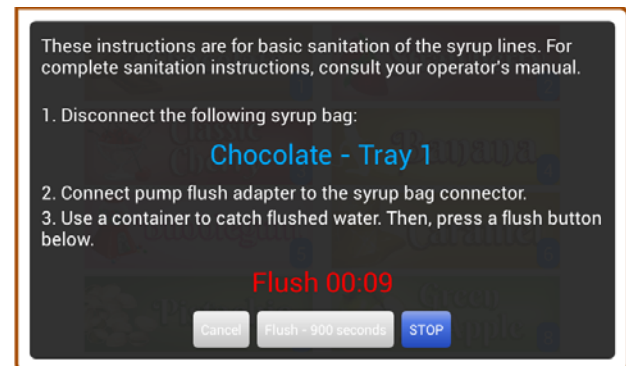 These instructions are for basic sanitation of the syrup lines. For
complete sanitation instructions, consult your operator's manual.
1. Disconnect the following syrup bag:
Chocolate - Tray 1
2. Connect pump flush adapter to the syrup bag connector.
3. Use a container to catch flushed water. Then, press a flush button
below.
Flush 00:09
Cancel Flush - 900 seconds STOP